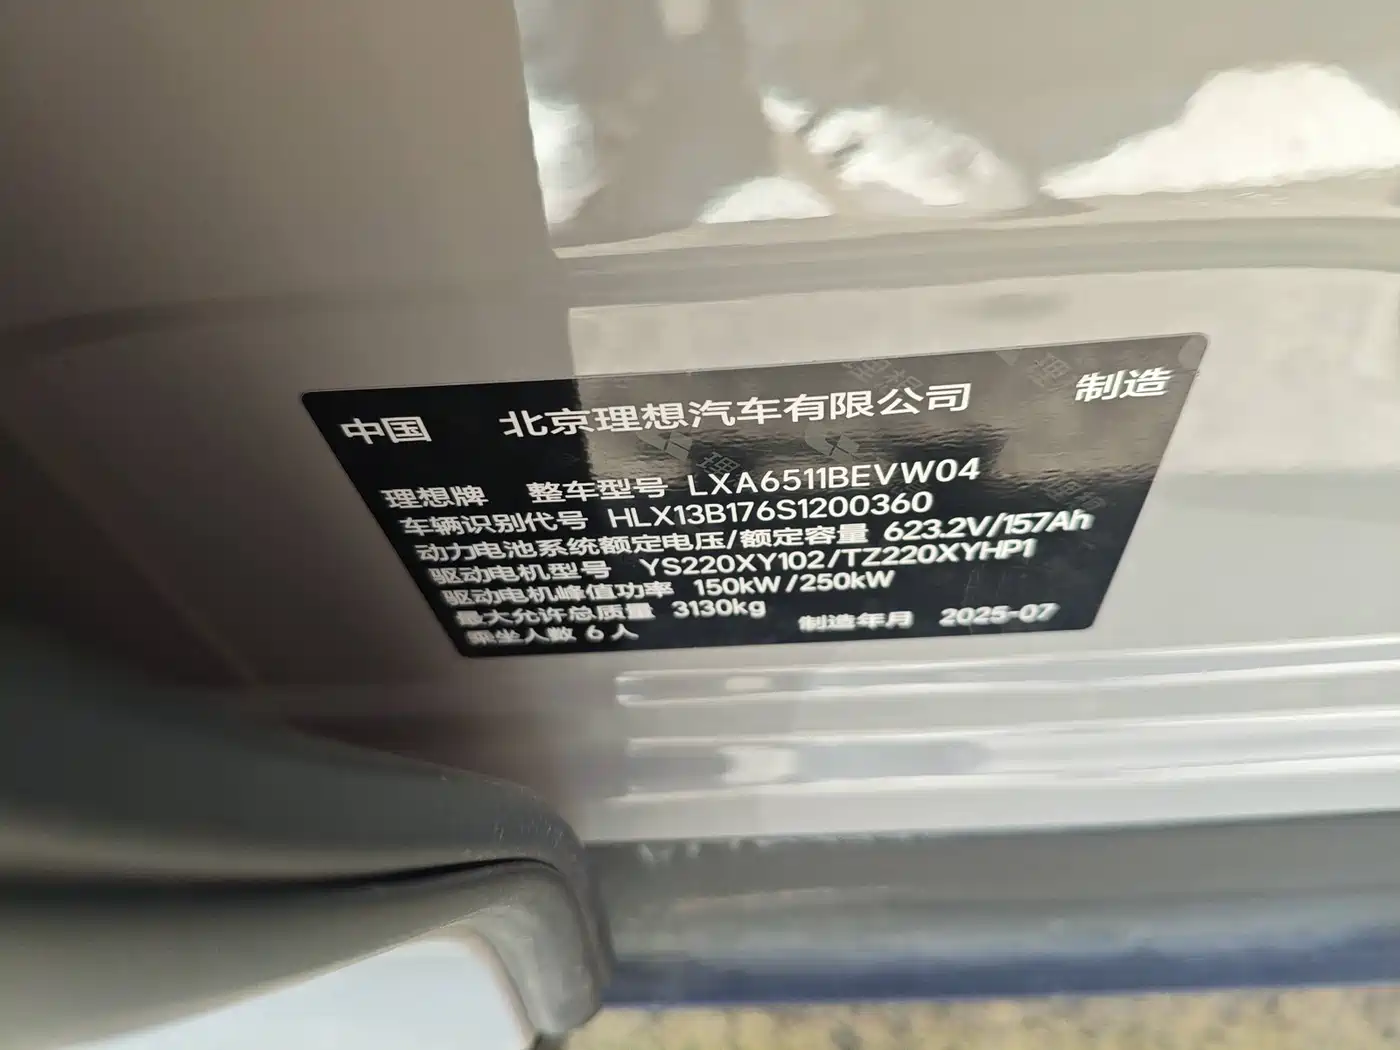 中国 北京理想汽车有限公司 制造
理想牌 整车型号 LXA6511BEVW04
车辆识别代号 HLX13B176S1200360
动力电池系统额定电压/额定容量 623.2V/157Ah
驱动电机型号 YS220XY102/TZ220XYHP1
驱动电机峰值功率 150kW/250kW
最大允许总质量 3130kg
乘坐人数 6人 制造年月 2025-07